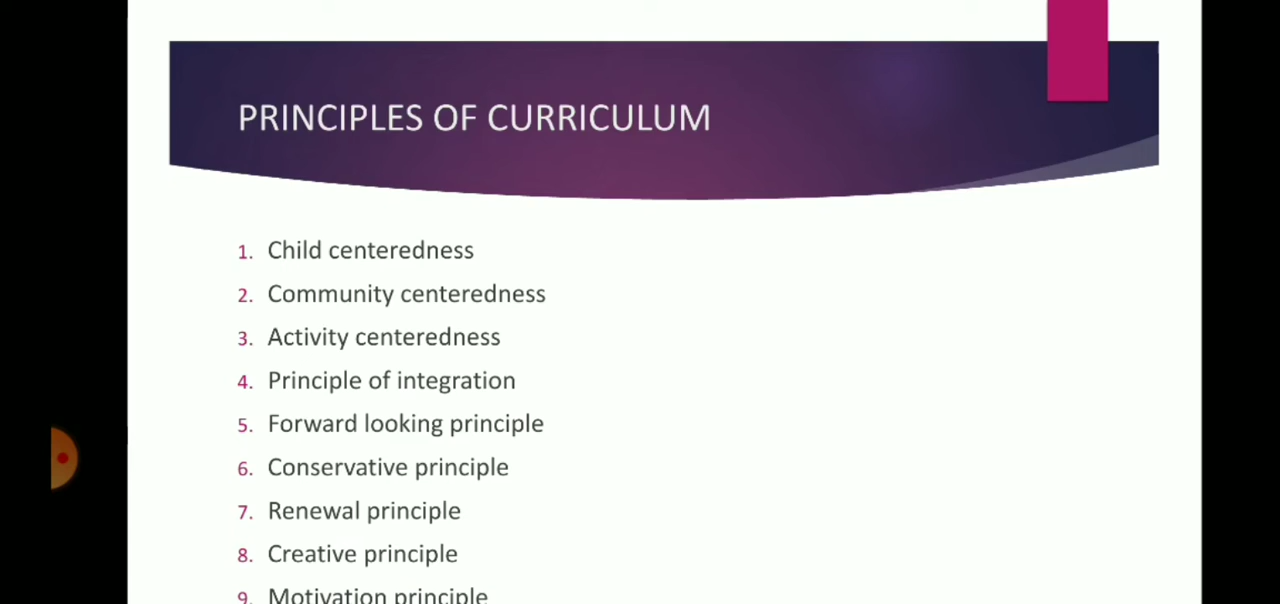 PRINCIPLES OF CURRICULUM
1. Child centeredness
2. Community centeredness
3. Activity centeredness
4. Principle of integration
5. Forward looking principle
6. Conservative principle
7. Renewal principle
8. Creative principle
9. Motivation principle